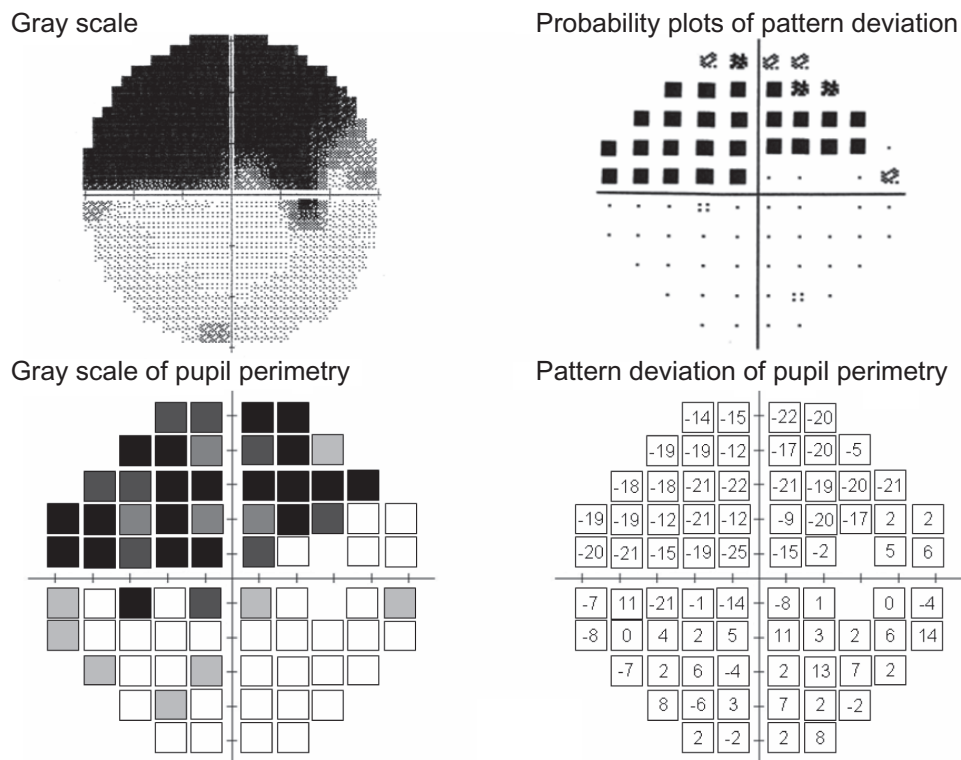 Gray scale
Probability plots of pattern deviation
Gray scale of pupil perimetry
Pattern deviation of pupil perimetry
-14 -15 -22 -20
-19 -19 -12 -17 -20 -5
-18 -18 -21 -22 -21 -19 -20 -21
-19 -19 -12 -21 -12 -9 -20 -17 2 2
-20 -21 -15 -19 -25 -15 -2 5 6
-7 11 -21 -1 -14 -8 1 0 -4
-8 0 4 2 5 11 3 2 6 14
-7 2 6 -4 2 13 7 2
8 -6 3 7 2 -2
2 -2 2 8